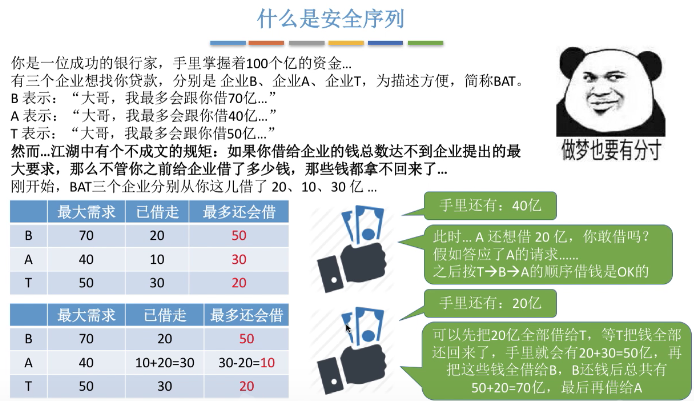 什么是安全序列
你是一位成功的银行家，手里掌握着100个亿的资金...
有三个企业想找你贷款，分别是 企业B、企业A、企业T，为描述方便，简称BAT。
B 表示：“大哥，我最多会跟你借70亿...”
A 表示：“大哥，我最多会跟你借40亿...”
T 表示：“大哥，我最多会跟你借50亿...”
然而...江湖中有个不成文的规矩：如果你借给企业的钱总数达不到企业提出的最
大要求，那么不管你之前给企业借了多少钱，那些钱都拿不回来了...
刚开始，BAT三个企业分别从你这儿借了 20、10、30 亿 ...
做梦也要有分寸
最大需求 已借走 最多还会借
B 70 20 50
A 40 10 30
T 50 30 20
手里还有：40亿
此时... A 还想借 20 亿，你敢借吗？
假如答应了A的请求......
之后按T→B→A的顺序借钱是OK的
最大需求 已借走 最多还会借
B 70 20 50
A 40 10+20=30 30-20=10
T 50 30 20
手里还有：20亿
可以先把20亿全部借给T，等T把钱全部
还回来了，手里就会有20+30=50亿，再
把这些钱全借给B，B还钱后总共有
50+20=70亿，最后再借给A